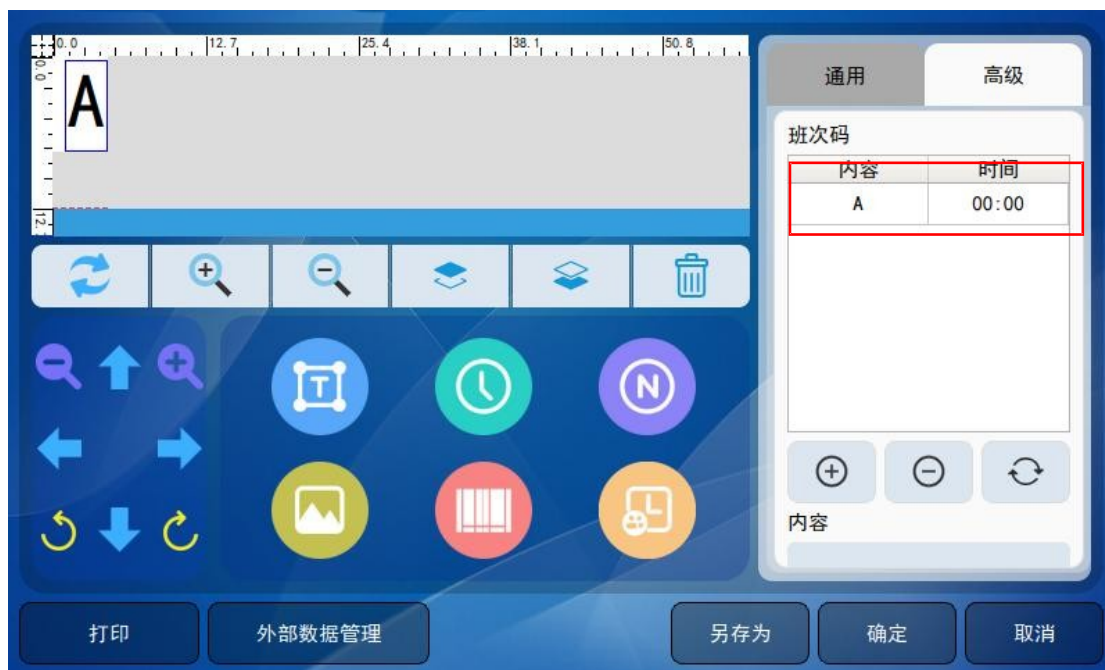 0.0 12.7 25.4 38.1 50.8
0.0
A
12.
通用 高级
班次码
内容 时间
A 00:00
T
N
L
内容
打印 外部数据管理 另存为 确定 取消